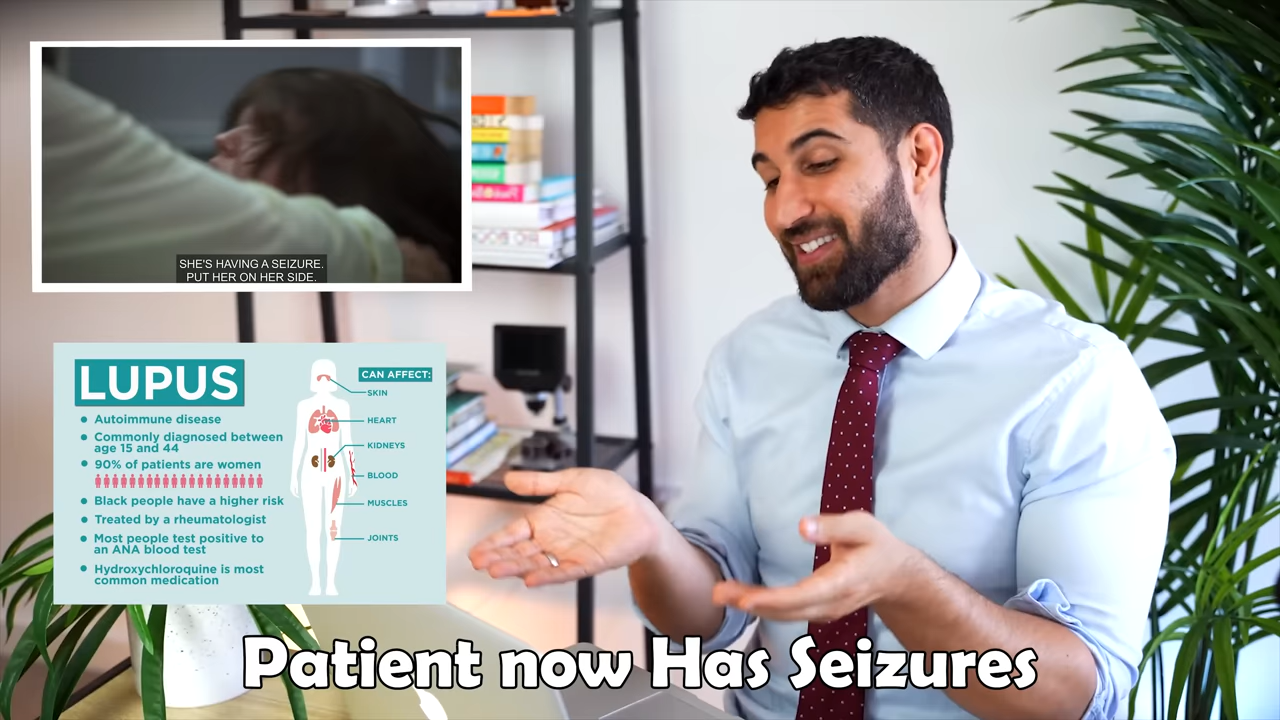 SHE'S HAVING A SEIZURE.
PUT HER ON HER SIDE.
LUPUS
Autoimmune disease
Commonly diagnosed between
age 15 and 44
90% of patients are women
Black people have a higher risk
Treated by a rheumatologist
Most people test positive to
an ANA blood test
Hydroxychloroquine is most
common medication
CAN AFFECT:
SKIN
HEART
KIDNEYS
BLOOD
MUSCLES
JOINTS
Patient now Has Seizures